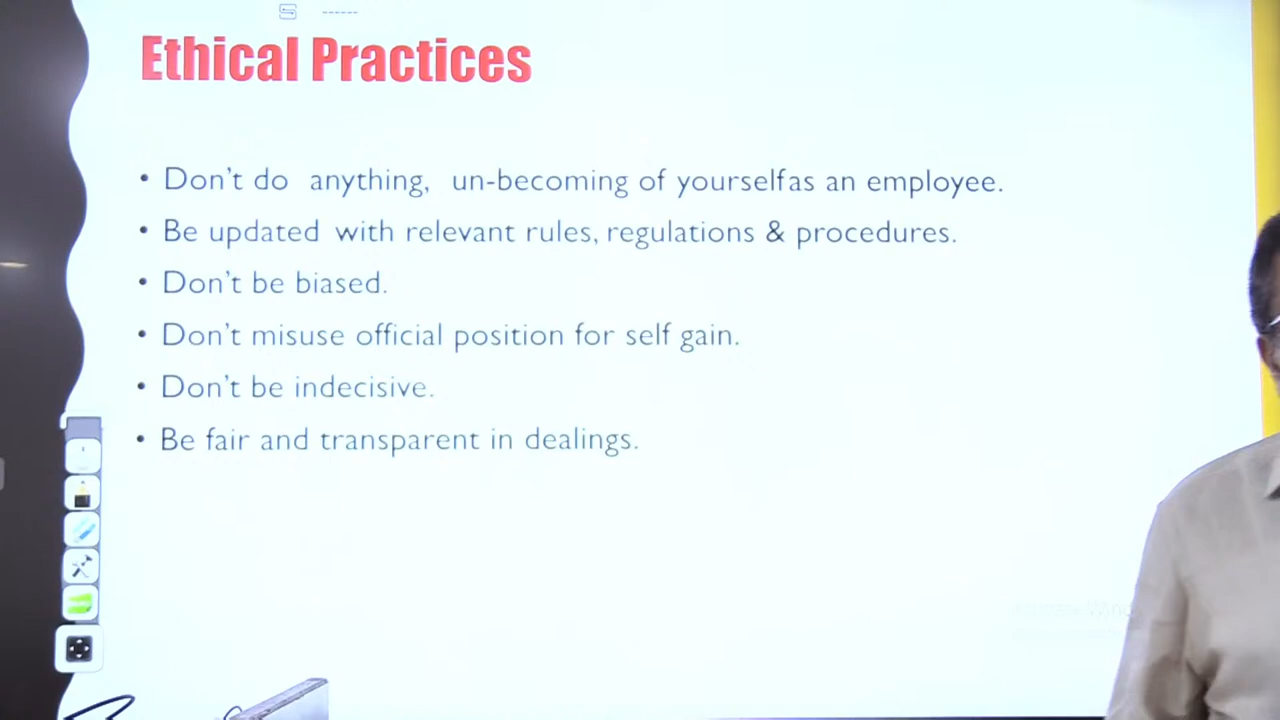 Ethical Practices
• Don't do anything, un-becoming of yourselfas an employee.
• Be updated with relevant rules, regulations & procedures.
• Don't be biased.
• Don't misuse official position for self gain.
• Don't be indecisive.
• Be fair and transparent in dealings.